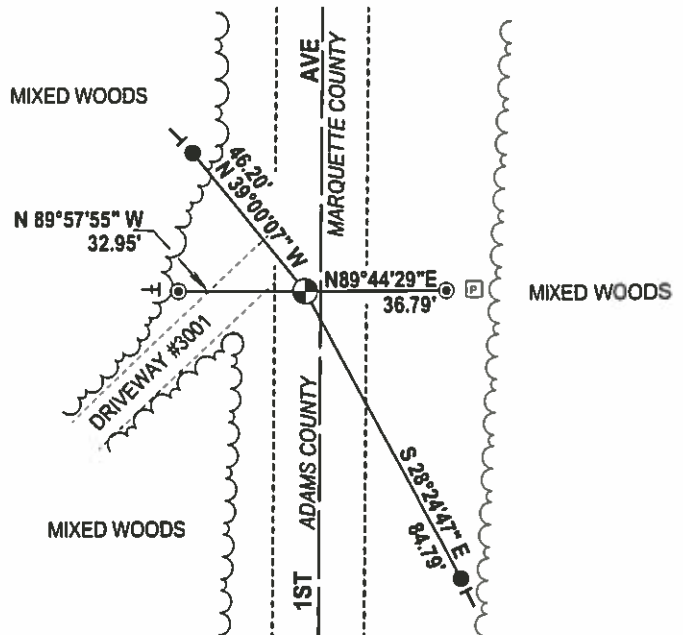 AVE
MARQUETTE COUNTY
MIXED WOODS
46.20'
N 39°00'07" W
N 89°57'55" W
32.95'
N89°44'29"E
36.79'
P
MIXED WOODS
DRIVEWAY #3001
ADAMS COUNTY
S 28°24'47" E
84.79'
MIXED WOODS
1ST